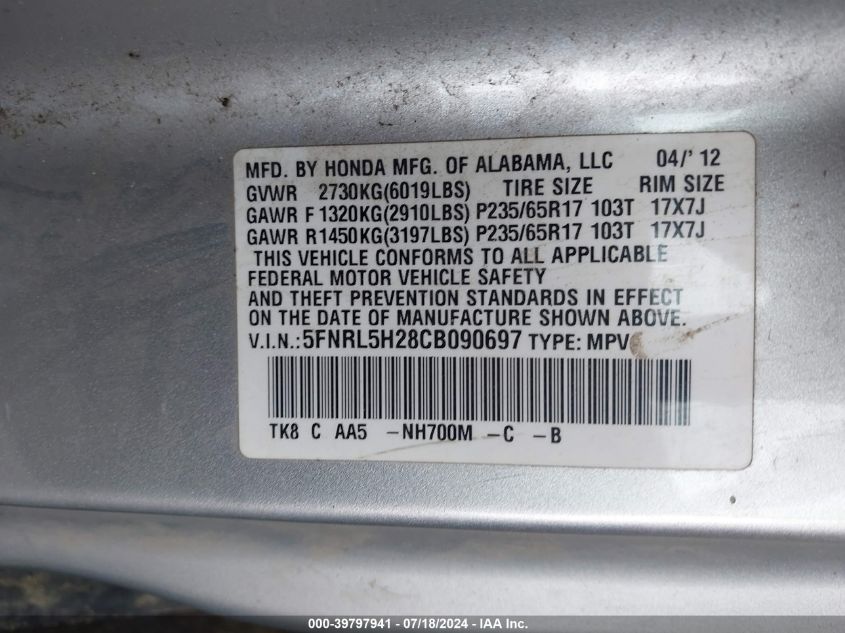 MFD. BY HONDA MFG. OF ALABAMA, LLC 04/' 12
GVWR 2730KG(6019LBS) TIRE SIZE RIM SIZE
GAWR F 1320KG(2910LBS) P235/65R17 103T 17X7J
GAWR R1450KG(3197LBS) P235/65R17 103T 17X7J
THIS VEHICLE CONFORMS TO ALL APPLICABLE
FEDERAL MOTOR VEHICLE SAFETY
AND THEFT PREVENTION STANDARDS IN EFFECT
ON THE DATE OF MANUFACTURE SHOWN ABOVE.
V.I.N.:5FNRL5H28CB090697 TYPE: MPV
TK8 C AA5 -NH700M -C -B
000-39797941 - 07/18/2024 - IAA Inc.